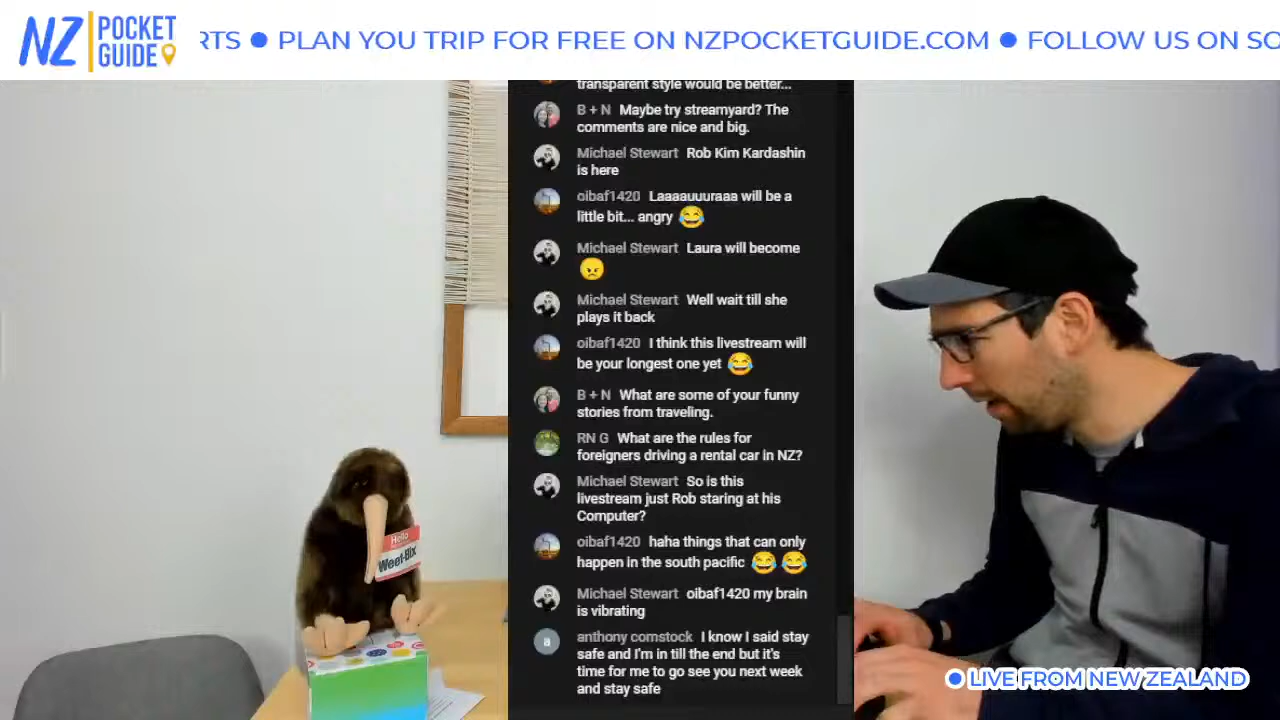 NZ POCKET GUIDE
RTS ● PLAN YOU TRIP FOR FREE ON NZPOCKETGUIDE.COM ● FOLLOW US ON SO
transparent style would be better...
B + N Maybe try streamyard? The
comments are nice and big.
Michael Stewart Rob Kim Kardashin
is here
oibaf1420 Laaaauuuraaa will be a
little bit... angry 😂
Michael Stewart Laura will become
😠
Michael Stewart Well wait till she
plays it back
oibaf1420 I think this livestream will
be your longest one yet 😂
B + N What are some of your funny
stories from traveling.
RN G What are the rules for
foreigners driving a rental car in NZ?
Michael Stewart So is this
livestream just Rob staring at his
Computer?
oibaf1420 haha things that can only
happen in the south pacific 😂 😂
Michael Stewart oibaf1420 my brain
is vibrating
a
anthony comstock I know I said stay
safe and I'm in till the end but it's
time for me to go see you next week
and stay safe
Hello
Weet-Bix
● LIVE FROM NEW ZEALAND